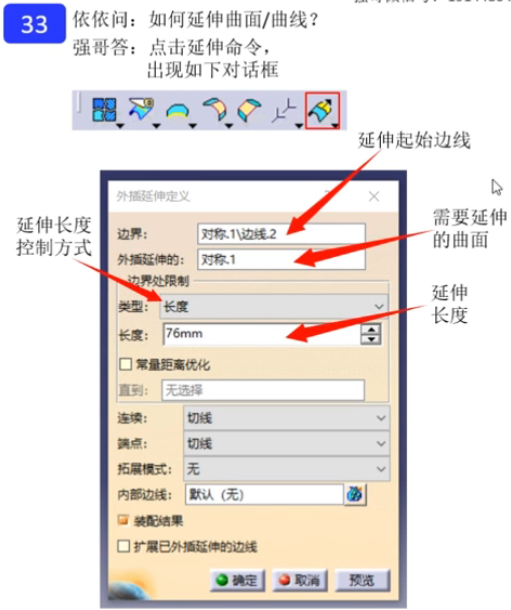 33
依依问：如何延伸曲面/曲线？
强哥答：点击延伸命令，
出现如下对话框
延伸起始边线
外插延伸定义
延伸长度
控制方式
需要延伸
的曲面
边界：
对称.1\边线.2
外插延伸的：
对称.1
边界处限制
类型：
长度
延伸
长度
长度：
76mm
常量距离优化
直到：
无选择
连续：
切线
端点：
切线
拓展模式：
无
内部边线：
默认（无）
装配结果
扩展已外插延伸的边线
确定
取消
预览